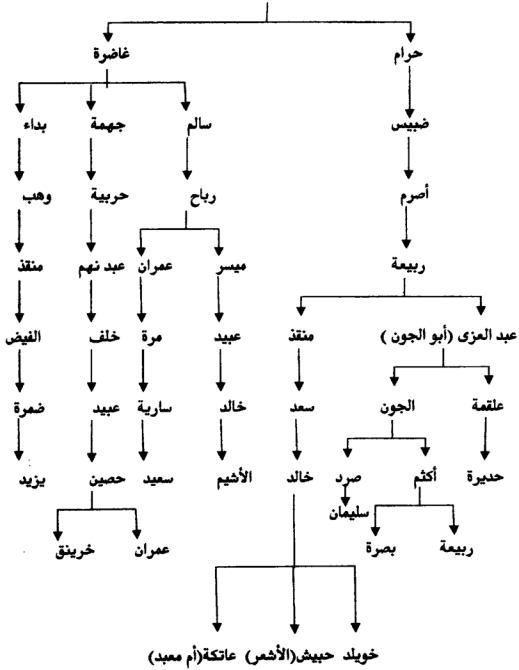 حرام غاضرة
ضبيس سالم جهمة بداء
أصرم رباح حربية وهب
ربيعة ميسر عمران عبد نهم منقذ
عبد العزى (أبو الجون) منقذ عبيد مرة خلف الفيض
علقمة الجون سعد خالد سارية عبيد ضمرة
حديرة أكثم صرد خالد الأشيم سعيد حصين يزيد
سليمان
ربيعة بصرة عمران خرينق
خويلد حبيش (الأشعر) عاتكة (أم معبد)